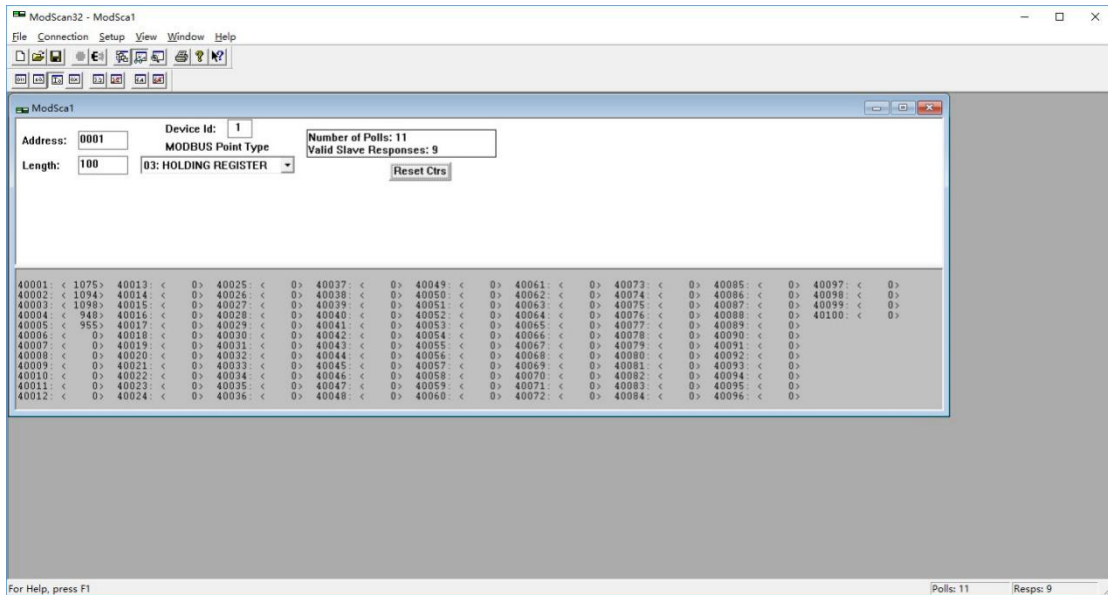 ModScan32 - ModSca1
File Connection Setup View Window Help
ModSca1
Address: 0001
Device Id: 1
MODBUS Point Type
Length: 100
03: HOLDING REGISTER
Number of Polls: 11
Valid Slave Responses: 9
Reset Ctrs
40001: < 1075> 40013: < 0> 40025: < 0> 40037: < 0> 40049: < 0> 40061: < 0> 40073: < 0> 40085: < 0> 40097: < 0>
40002: < 1094> 40014: < 0> 40026: < 0> 40038: < 0> 40050: < 0> 40062: < 0> 40074: < 0> 40086: < 0> 40098: < 0>
40003: < 1098> 40015: < 0> 40027: < 0> 40039: < 0> 40051: < 0> 40063: < 0> 40075: < 0> 40087: < 0> 40099: < 0>
40004: < 948> 40016: < 0> 40028: < 0> 40040: < 0> 40052: < 0> 40064: < 0> 40076: < 0> 40088: < 0> 40100: < 0>
40005: < 955> 40017: < 0> 40029: < 0> 40041: < 0> 40053: < 0> 40065: < 0> 40077: < 0> 40089: < 0>
40006: < 0> 40018: < 0> 40030: < 0> 40042: < 0> 40054: < 0> 40066: < 0> 40078: < 0> 40090: < 0>
40007: < 0> 40019: < 0> 40031: < 0> 40043: < 0> 40055: < 0> 40067: < 0> 40079: < 0> 40091: < 0>
40008: < 0> 40020: < 0> 40032: < 0> 40044: < 0> 40056: < 0> 40068: < 0> 40080: < 0> 40092: < 0>
40009: < 0> 40021: < 0> 40033: < 0> 40045: < 0> 40057: < 0> 40069: < 0> 40081: < 0> 40093: < 0>
40010: < 0> 40022: < 0> 40034: < 0> 40046: < 0> 40058: < 0> 40070: < 0> 40082: < 0> 40094: < 0>
40011: < 0> 40023: < 0> 40035: < 0> 40047: < 0> 40059: < 0> 40071: < 0> 40083: < 0> 40095: < 0>
40012: < 0> 40024: < 0> 40036: < 0> 40048: < 0> 40060: < 0> 40072: < 0> 40084: < 0> 40096: < 0>
For Help, press F1
Polls: 11
Resps: 9